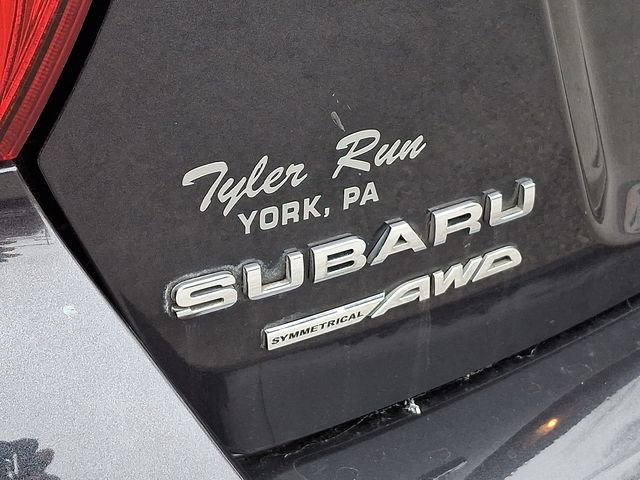 Tyler Run
YORK, PA
SUBARU
SYMMETRICAL AWD